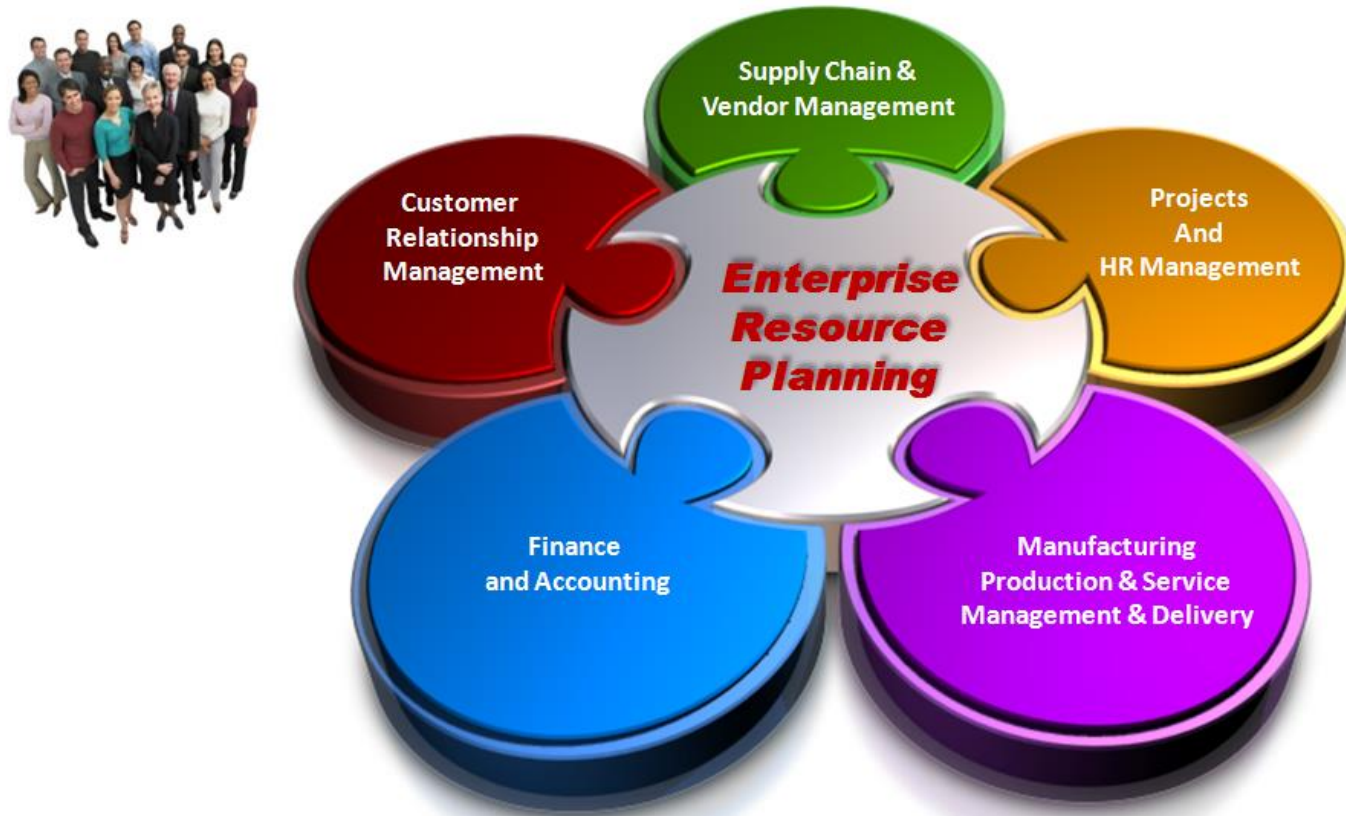 Supply Chain &
Vendor Management
Customer
Relationship
Management
Projects
And
HR Management
Enterprise
Resource
Planning
Finance
and Accounting
Manufacturing
Production & Service
Management & Delivery